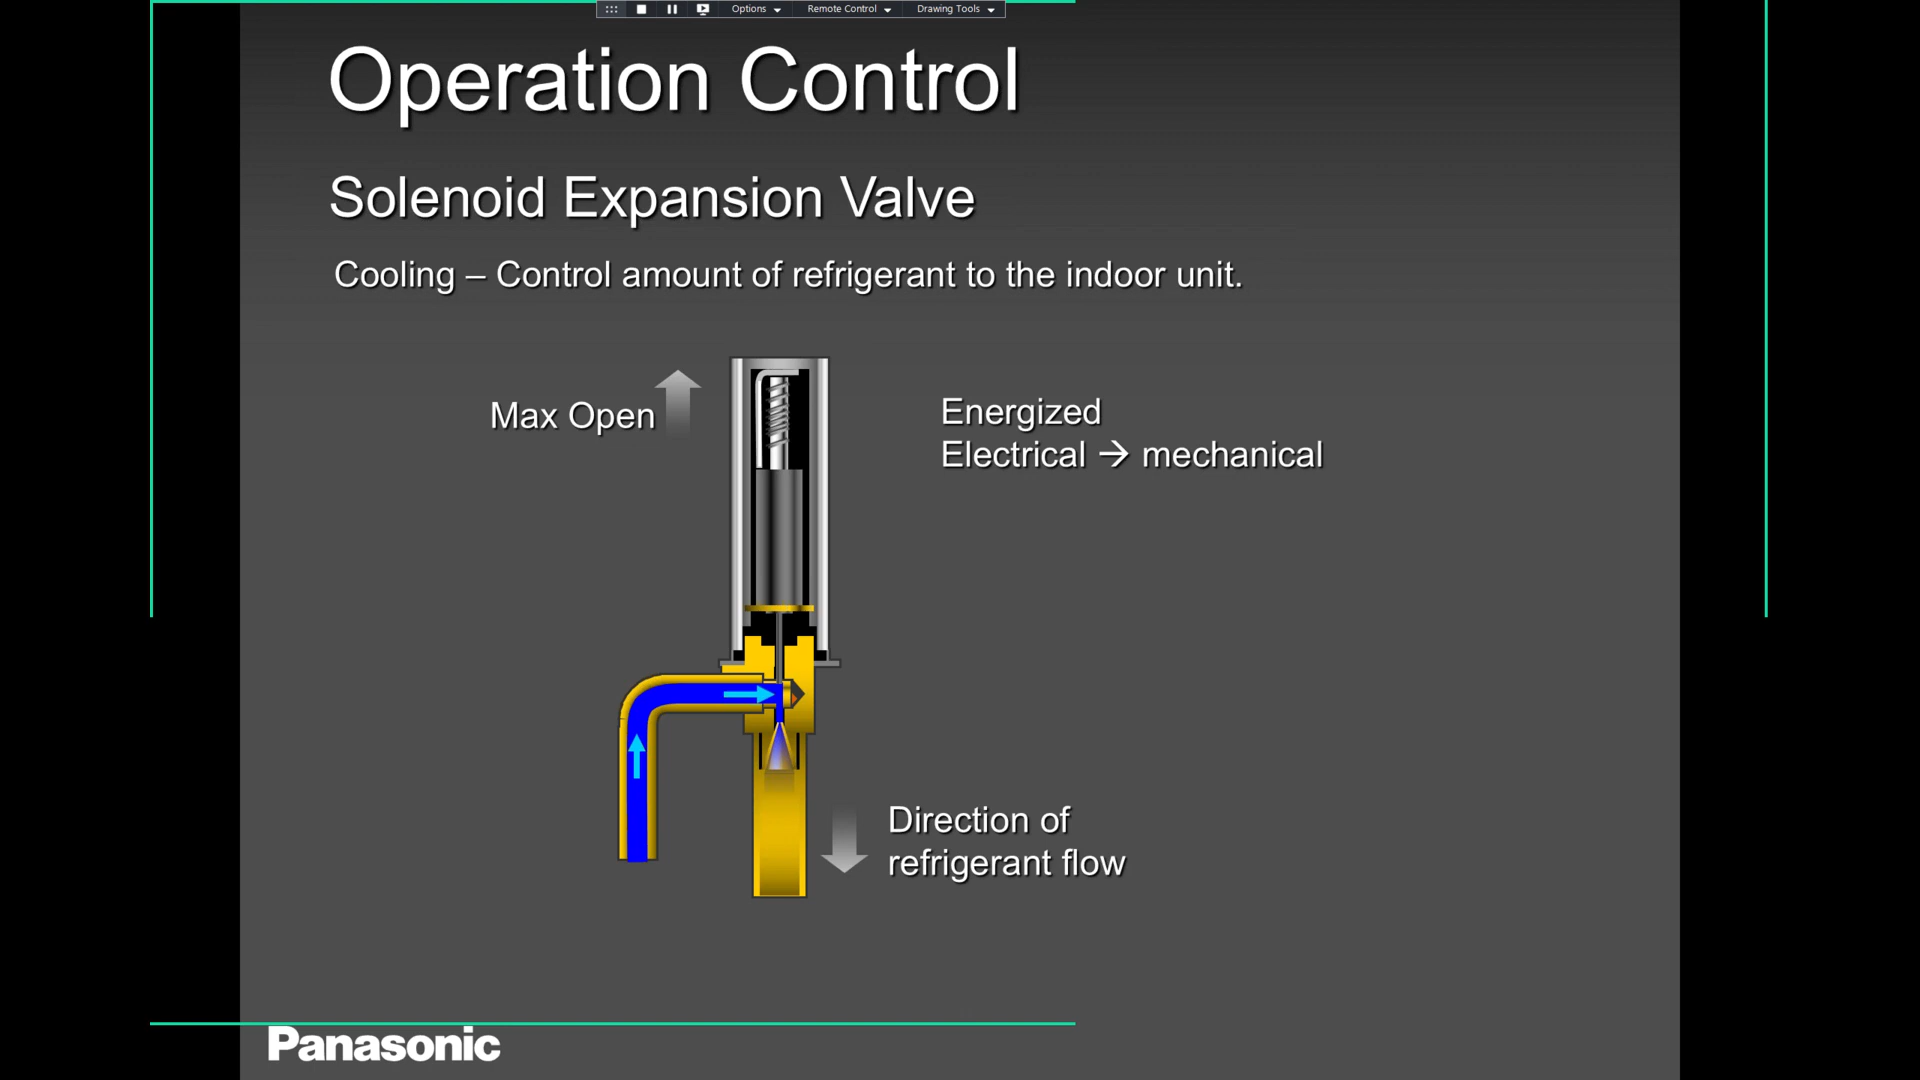 Options
Remote Control
Drawing Tools
Operation Control
Solenoid Expansion Valve
Cooling – Control amount of refrigerant to the indoor unit.
Max Open
Energized
Electrical → mechanical
Direction of
refrigerant flow
Panasonic